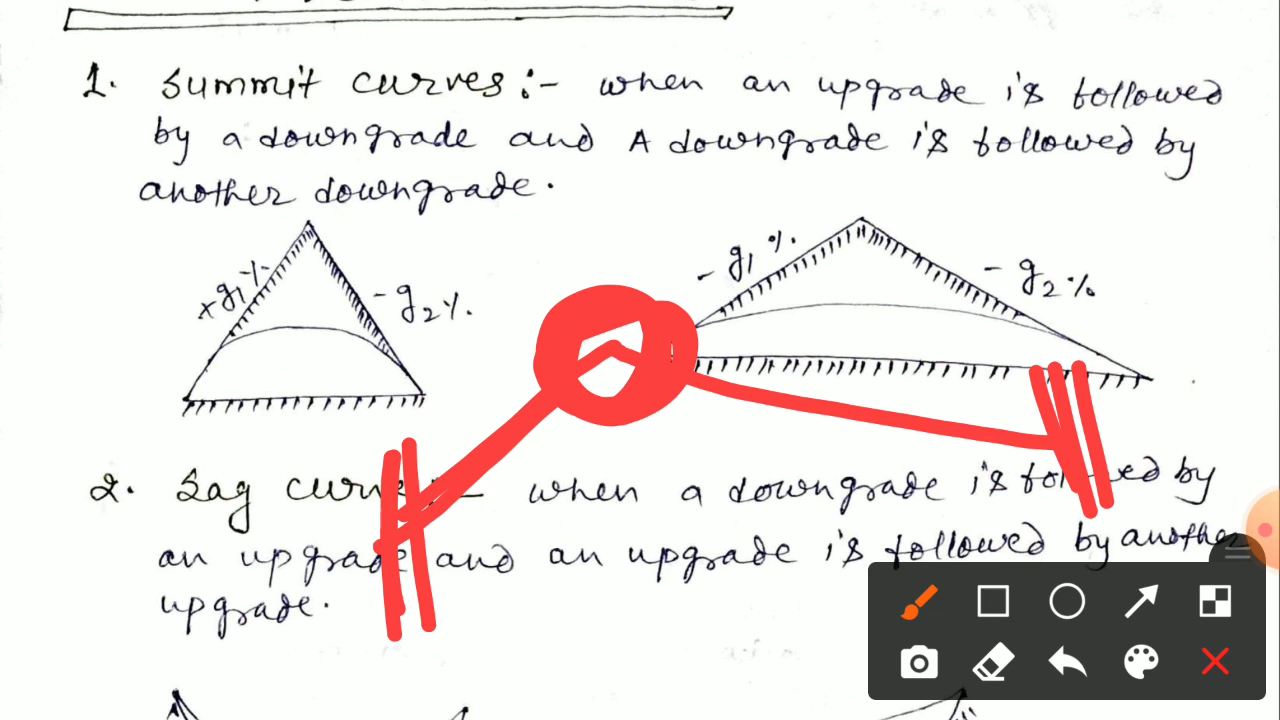 1. Summit curves :- when an upgrade is followed
by a downgrade and A downgrade is followed by
another downgrade.
+g1%
-g2%.
-g1%.
-g2%
2. Sag curve :- when a downgrade is followed by
an upgrade and an upgrade is followed by another
upgrade.